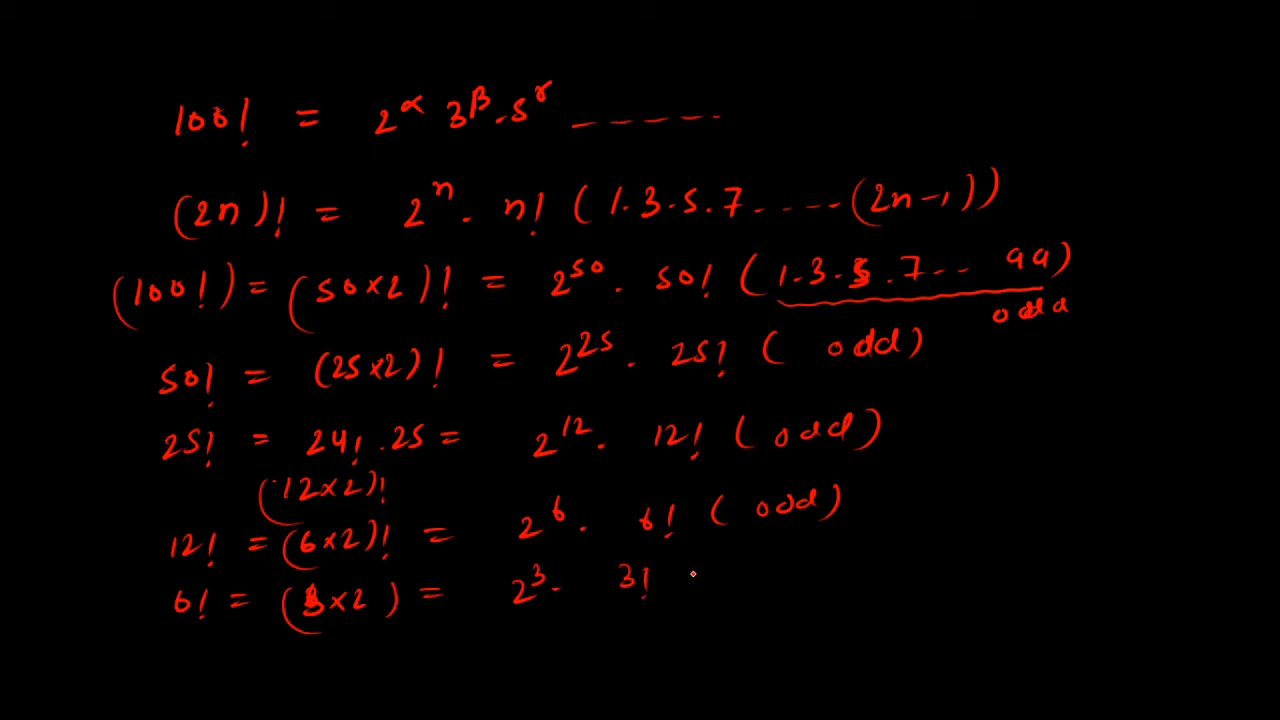 100! = 2^α 3^β . 5^γ ------
(2n)! = 2^n . n! (1.3.5.7.----(2n-1))
(100!) = (50×2)! = 2^50 . 50! (1.3.5.7-- 99)
odd
50! = (25×2)! = 2^25 . 25! ( odd)
25! = 24! .25 = 2^12 . 12! (odd)
(12×2)!
12! = (6×2)! = 2^6 . 6! ( odd)
6! = (3×2) = 2^3 . 3!